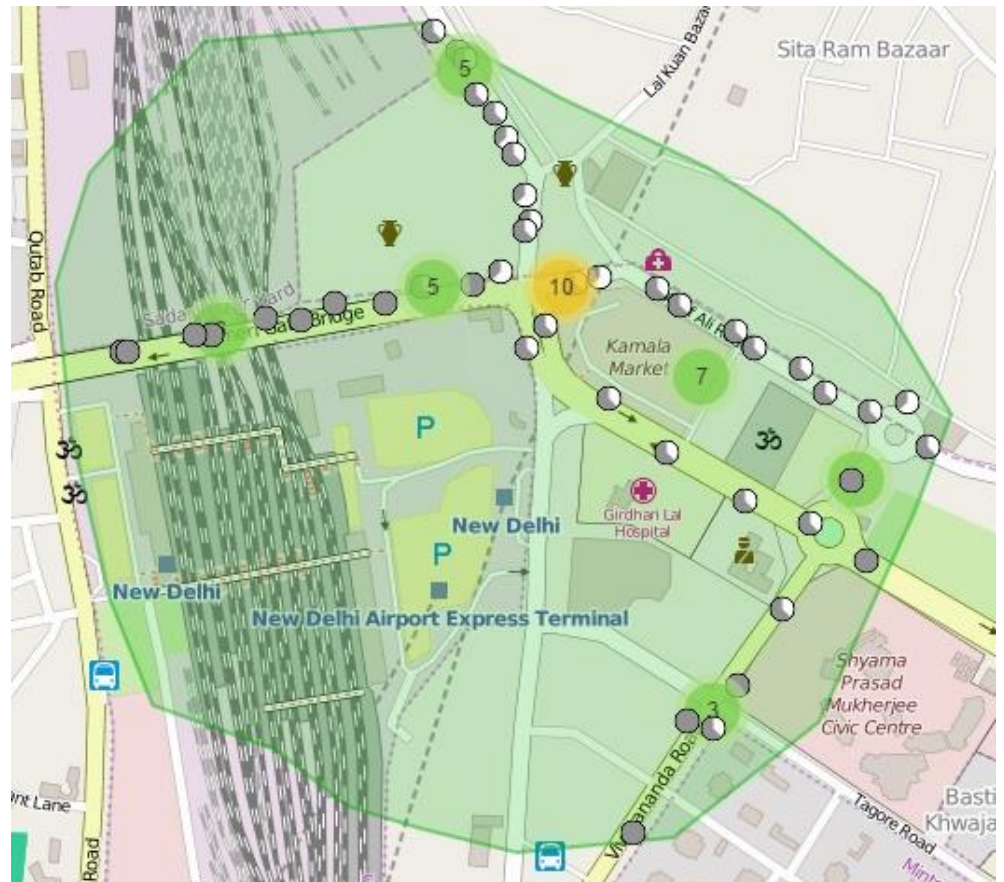 Sita Ram Bazaar
Lal Kuan Bazar
5
Qutab Road
5
10
Bridge
Ali
Kamala
Market
7
P
ॐ
ॐ
ॐ
New Delhi
Girdhari Lal
Hospital
P
New Delhi
New Delhi Airport Express Terminal
Shyama
Prasad
Mukherjee
Civic Centre
3
Road
Tagore Road
Basti
Khwaja
Lane
Road